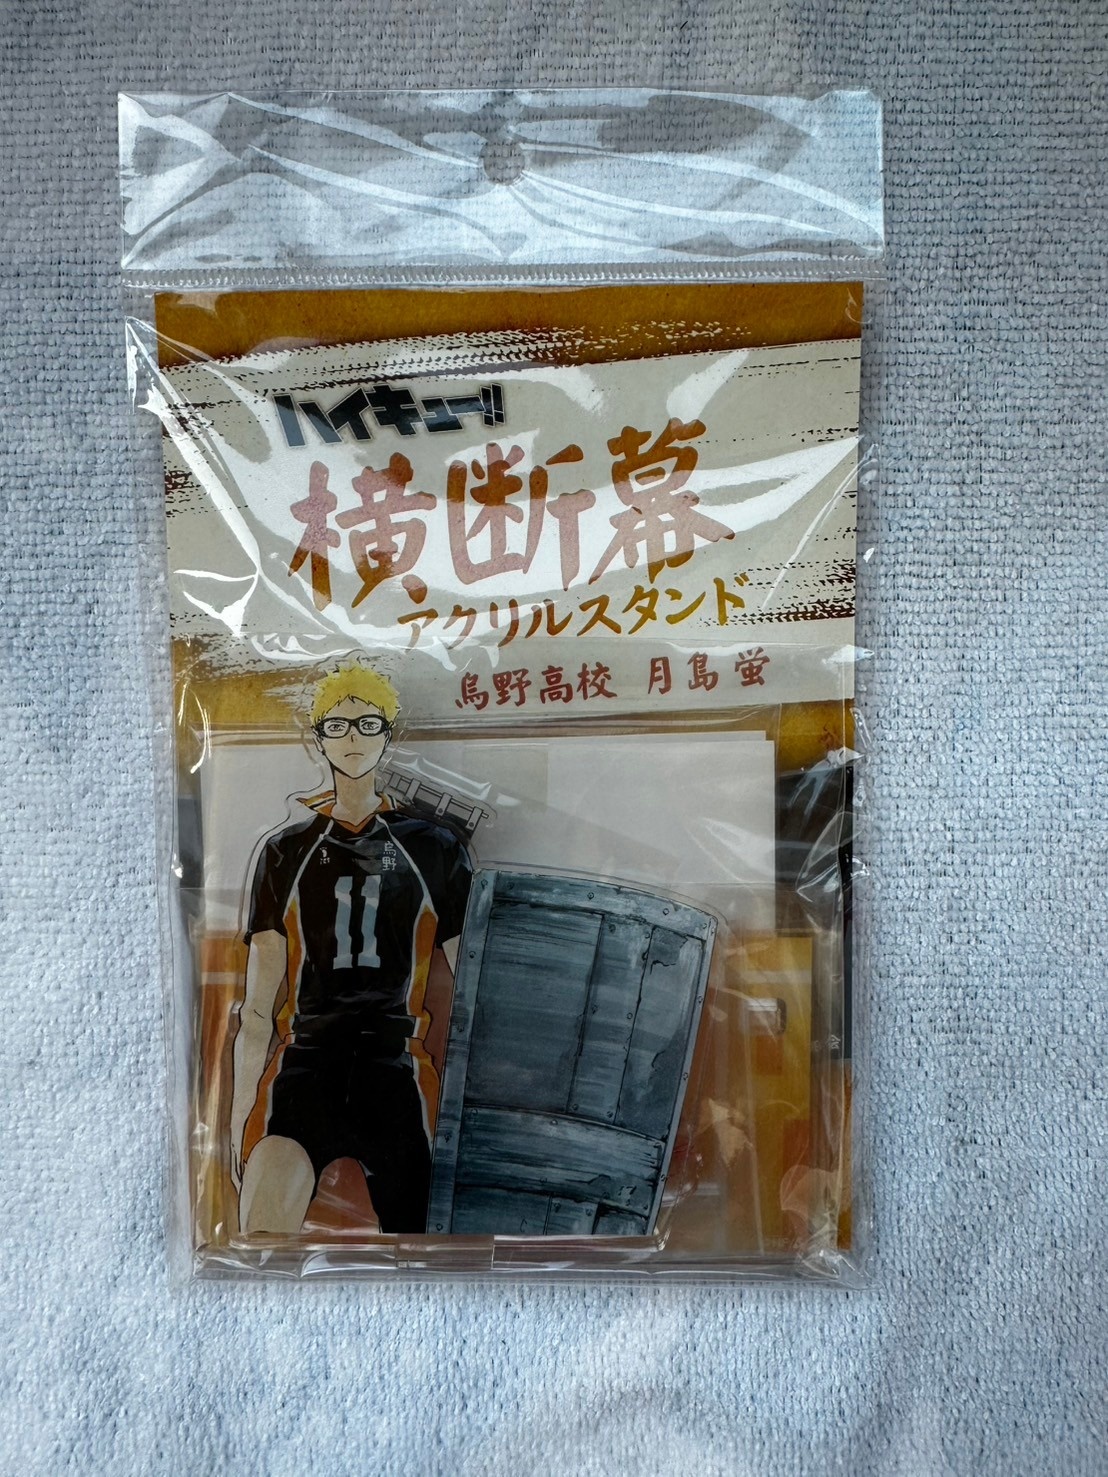 ハイキュー!!
横断幕
アクリルスタンド
烏野高校 月島 蛍
烏野
11